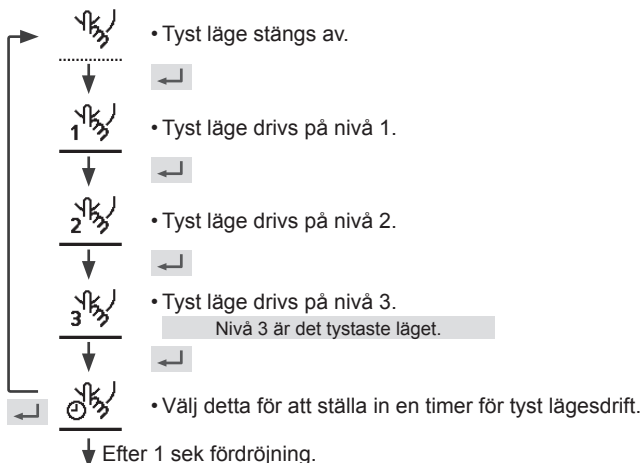 • Tyst läge stängs av.
1
• Tyst läge drivs på nivå 1.
2
• Tyst läge drivs på nivå 2.
3
• Tyst läge drivs på nivå 3.
Nivå 3 är det tystaste läget.
• Välj detta för att ställa in en timer för tyst lägesdrift.
Efter 1 sek fördröjning.